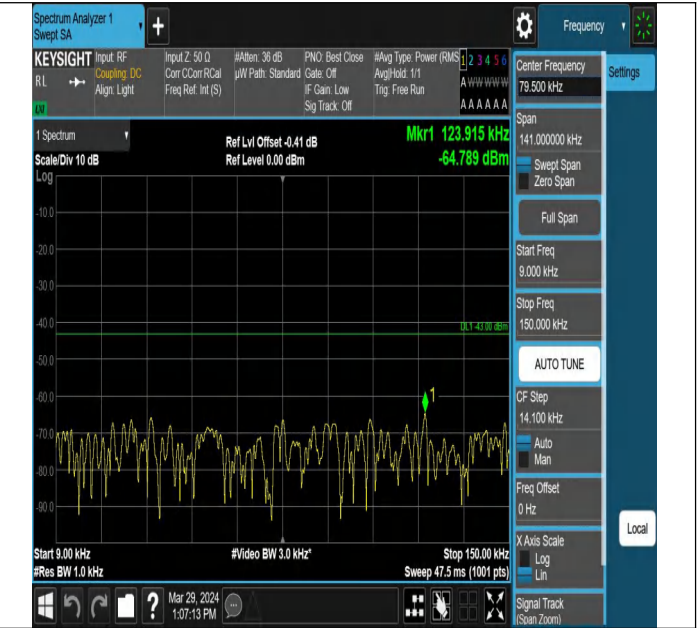 Spectrum Analyzer 1
Swept SA
+
Frequency
KEYSIGHT
RL
LXI
Input: RF
Coupling: DC
Align: Light
Input Z: 50 Ω
Corr CCorr RCal
Freq Ref: Int (S)
#Atten: 36 dB
µW Path: Standard
PNO: Best Close
Gate: Off
IF Gain: Low
Sig Track: Off
#Avg Type: Power (RMS)
Avg|Hold: 1/1
Trig: Free Run
1 2 3 4 5 6
A W W W W W
A A A A A A
1 Spectrum
Scale/Div 10 dB
Log
Ref Lvl Offset -0.41 dB
Ref Level 0.00 dBm
Mkr1 123.915 kHz
-64.789 dBm
-10.0
-20.0
-30.0
-40.0
DL1 -43.00 dBm
-50.0
-60.0
1
-70.0
-80.0
-90.0
Start 9.00 kHz
#Res BW 1.0 kHz
#Video BW 3.0 kHz*
Stop 150.00 kHz
Sweep 47.5 ms (1001 pts)
?
Mar 29, 2024
1:07:13 PM
Center Frequency
79.500 kHz
Settings
Span
141.000000 kHz
Swept Span
Zero Span
Full Span
Start Freq
9.000 kHz
Stop Freq
150.000 kHz
AUTO TUNE
CF Step
14.100 kHz
Auto
Man
Freq Offset
0 Hz
X Axis Scale
Log
Lin
Local
Signal Track
(Span Zoom)